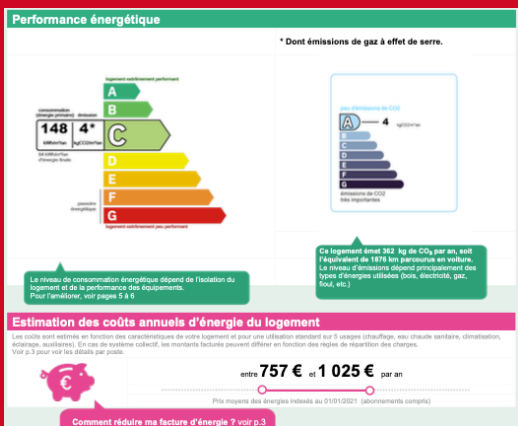 Performance énergétique
* Dont émissions de gaz à effet de serre.
logement extrêmement performant
A
B
consommation
(énergie primaire) émissions
148 4* C
kWh/m²/an kgCO2/m²/an
d'énergie finale
D
E
passoire
énergétique
F
G
logement extrêmement peu performant
peu d'émissions de CO2
A 4 kgCO2/m²/an
B
C
D
E
F
G
émissions de CO2
très importantes
Le niveau de consommation énergétique dépend de l'isolation du
logement et de la performance des équipements.
Pour l'améliorer, voir pages 5 à 6
Ce logement émet 362 kg de CO₂ par an, soit
l'équivalent de 1876 km parcourus en voiture.
Le niveau d'émissions dépend principalement des
types d'énergies utilisées (bois, électricité, gaz,
fioul, etc.)
Estimation des coûts annuels d'énergie du logement
Les coûts sont estimés en fonction des caractéristiques de votre logement et pour une utilisation standard sur 5 usages (chauffage, eau chaude sanitaire, climatisation,
éclairage, auxiliaires). En cas de système collectif, les montants facturés peuvent différer en fonction des règles de répartition des charges.
Voir p.3 pour voir les détails par poste.
entre 757 € et 1 025 € par an
Prix moyens des énergies indexés au 01/01/2021 (abonnements compris)
Comment réduire ma facture d'énergie ? voir p.3